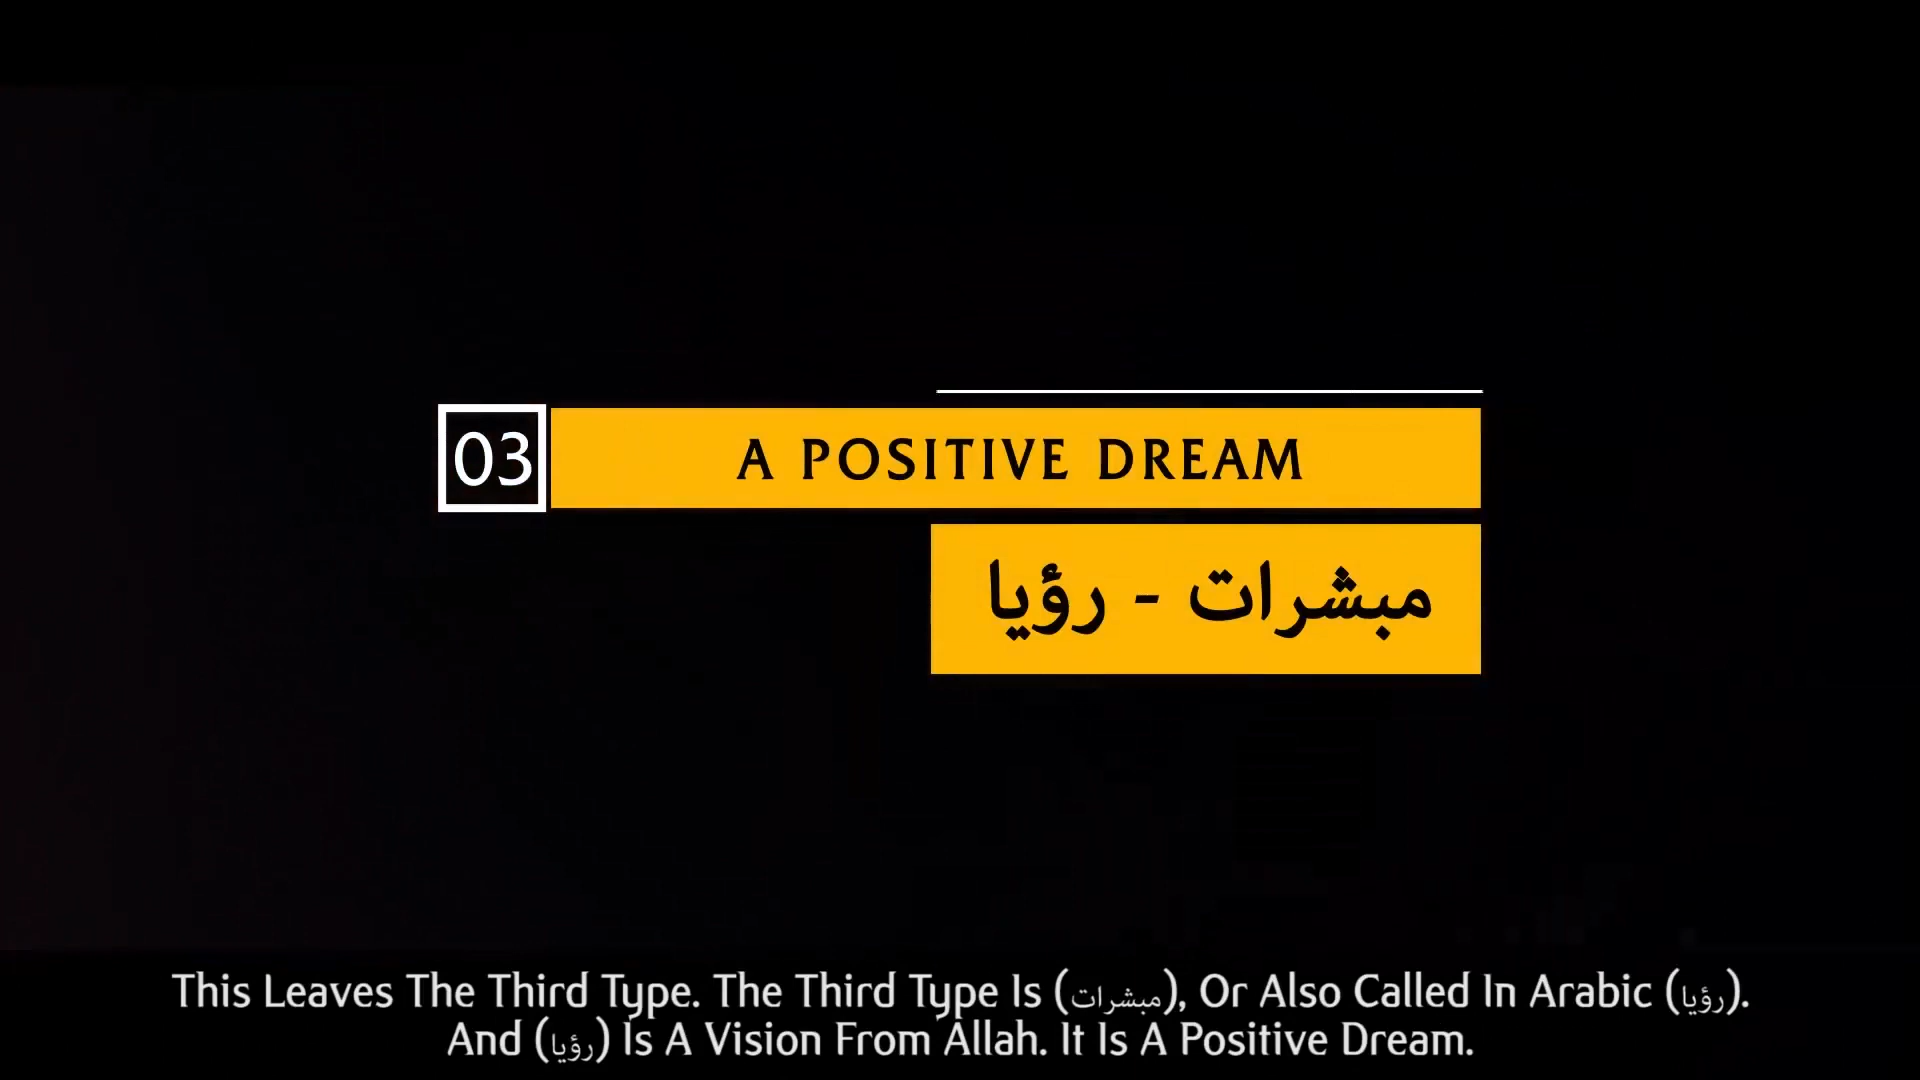 03
A POSITIVE DREAM
مبشرات - رؤيا
This Leaves The Third Type. The Third Type Is (مبشرات), Or Also Called In Arabic (رؤيا).
And (رؤيا) Is A Vision From Allah. It Is A Positive Dream.